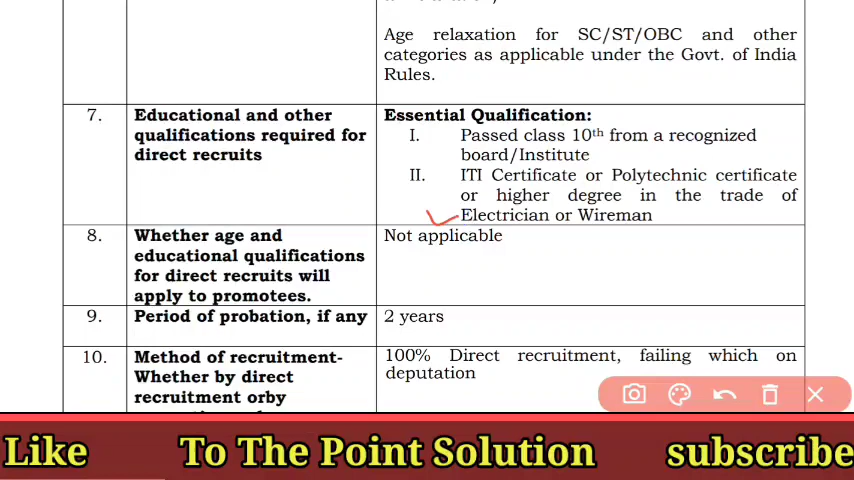 Age relaxation for SC/ST/OBC and other
categories as applicable under the Govt. of India
Rules.
7. Educational and other qualifications required for direct recruits
Essential Qualification:
I. Passed class 10th from a recognized
board/Institute
II. ITI Certificate or Polytechnic certificate
or higher degree in the trade of
Electrician or Wireman
8. Whether age and
educational qualifications
for direct recruits will
apply to promotees.
Not applicable
9. Period of probation, if any 2 years
10. Method of recruitment-
Whether by direct
recruitment orby
100% Direct recruitment, failing which on
deputation
Like To The Point Solution subscribe